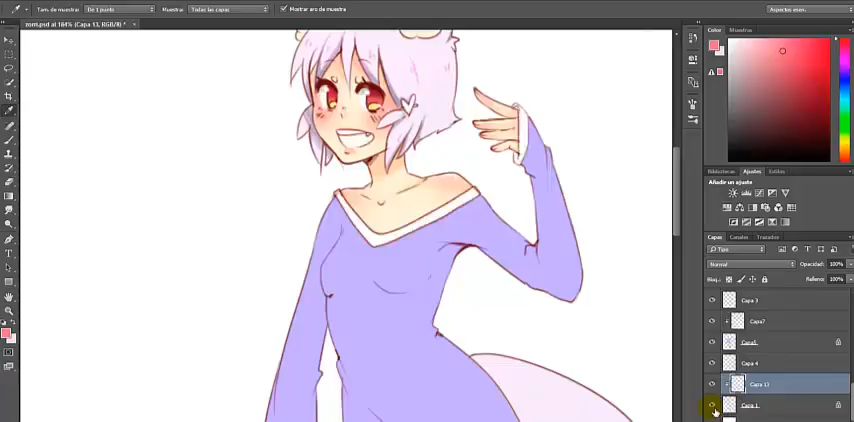 Tam. de muestra: De 1 punto Muestra: Todas las capas Mostrar aro de muestra Aspectos esen.
zorri.psd al 184% (Capa 13, RGB/8) * ×
Color Muestras
Bibliotecas Ajustes Estilos
Añadir un ajuste
Capas Canales Trazados
Tipo
Normal Opacidad: 100%
Bloq.: Relleno: 100%
Capa 3
Capa7
Capa5
Capa 4
Capa 13
Capa 1